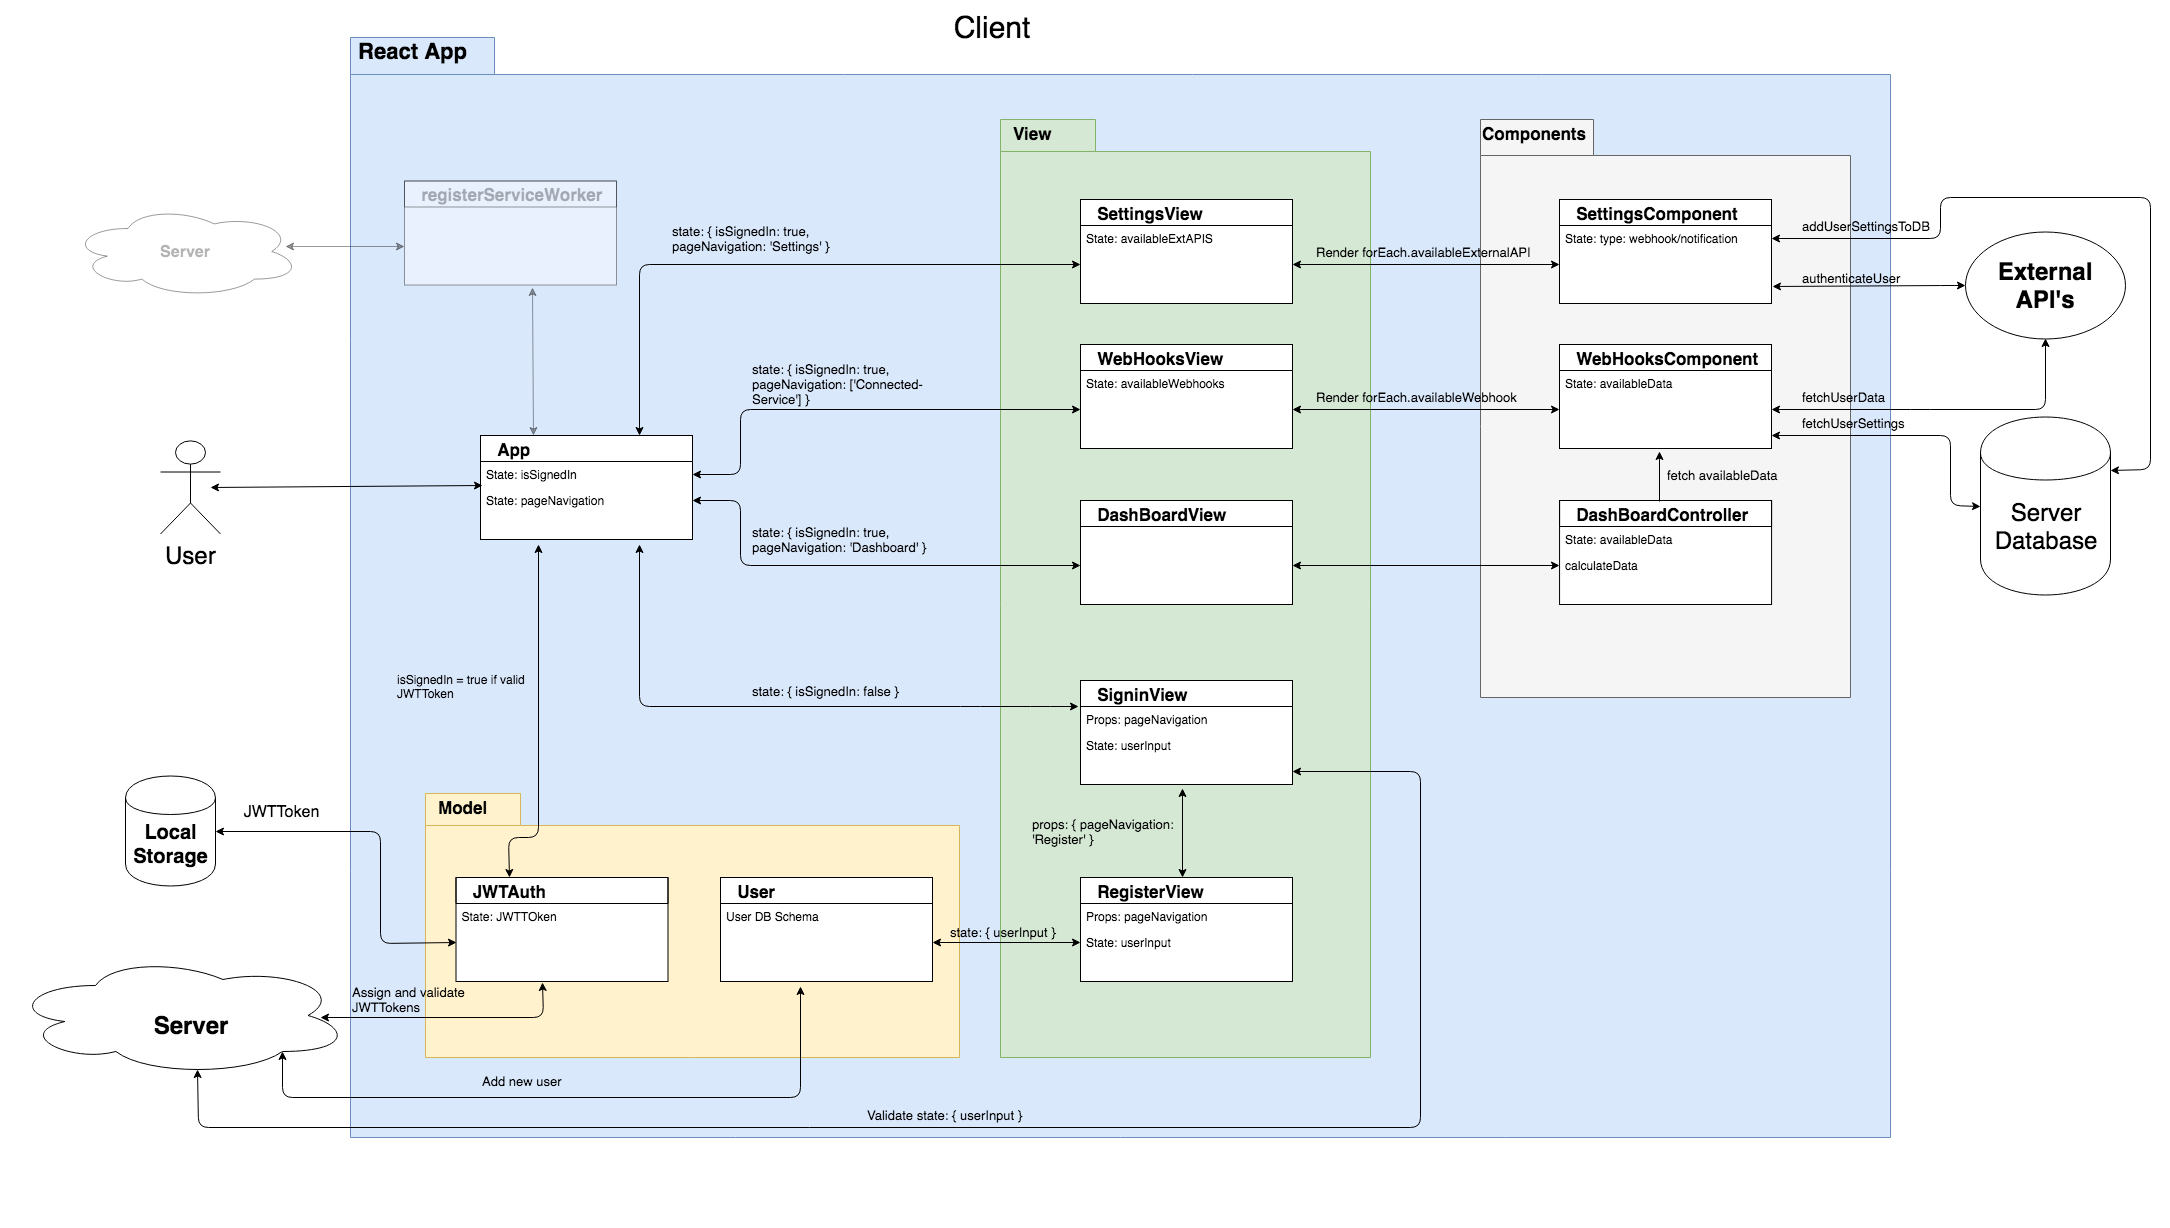 Client
React App
View
Components
registerServiceWorker
Server
state: { isSignedIn: true,
pageNavigation: 'Settings' }
SettingsView
State: availableExtAPIS
Render forEach.availableExternalAPI
SettingsComponent
State: type: webhook/notification
addUserSettingsToDB
authenticateUser
External
API's
state: { isSignedIn: true,
pageNavigation: ['Connected-
Service'] }
WebHooksView
State: availableWebhooks
Render forEach.availableWebhook
WebHooksComponent
State: availableData
fetchUserData
fetchUserSettings
App
State: isSignedIn
State: pageNavigation
User
fetch availableData
state: { isSignedIn: true,
pageNavigation: 'Dashboard' }
DashBoardView
DashBoardController
State: availableData
calculateData
Server
Database
isSignedIn = true if valid
JWTToken
state: { isSignedIn: false }
SigninView
Props: pageNavigation
State: userInput
Local
Storage
JWTToken
Model
props: { pageNavigation:
'Register' }
JWTAuth
State: JWTTOken
User
User DB Schema
state: { userInput }
RegisterView
Props: pageNavigation
State: userInput
Server
Assign and validate
JWTTokens
Add new user
Validate state: { userInput }